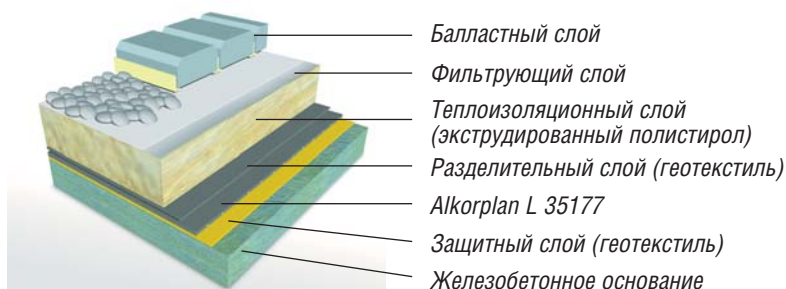 Балластный слой
Фильтрующий слой
Теплоизоляционный слой
(экструдированный полистирол)
Разделительный слой (геотекстиль)
Alkorplan L 35177
Защитный слой (геотекстиль)
Железобетонное основание